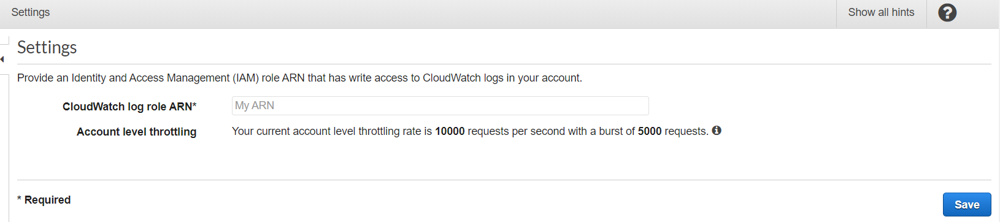 Settings
Show all hints
?
Settings
Provide an Identity and Access Management (IAM) role ARN that has write access to CloudWatch logs in your account.
CloudWatch log role ARN* My ARN
Account level throttling Your current account level throttling rate is 10000 requests per second with a burst of 5000 requests. i
* Required
Save